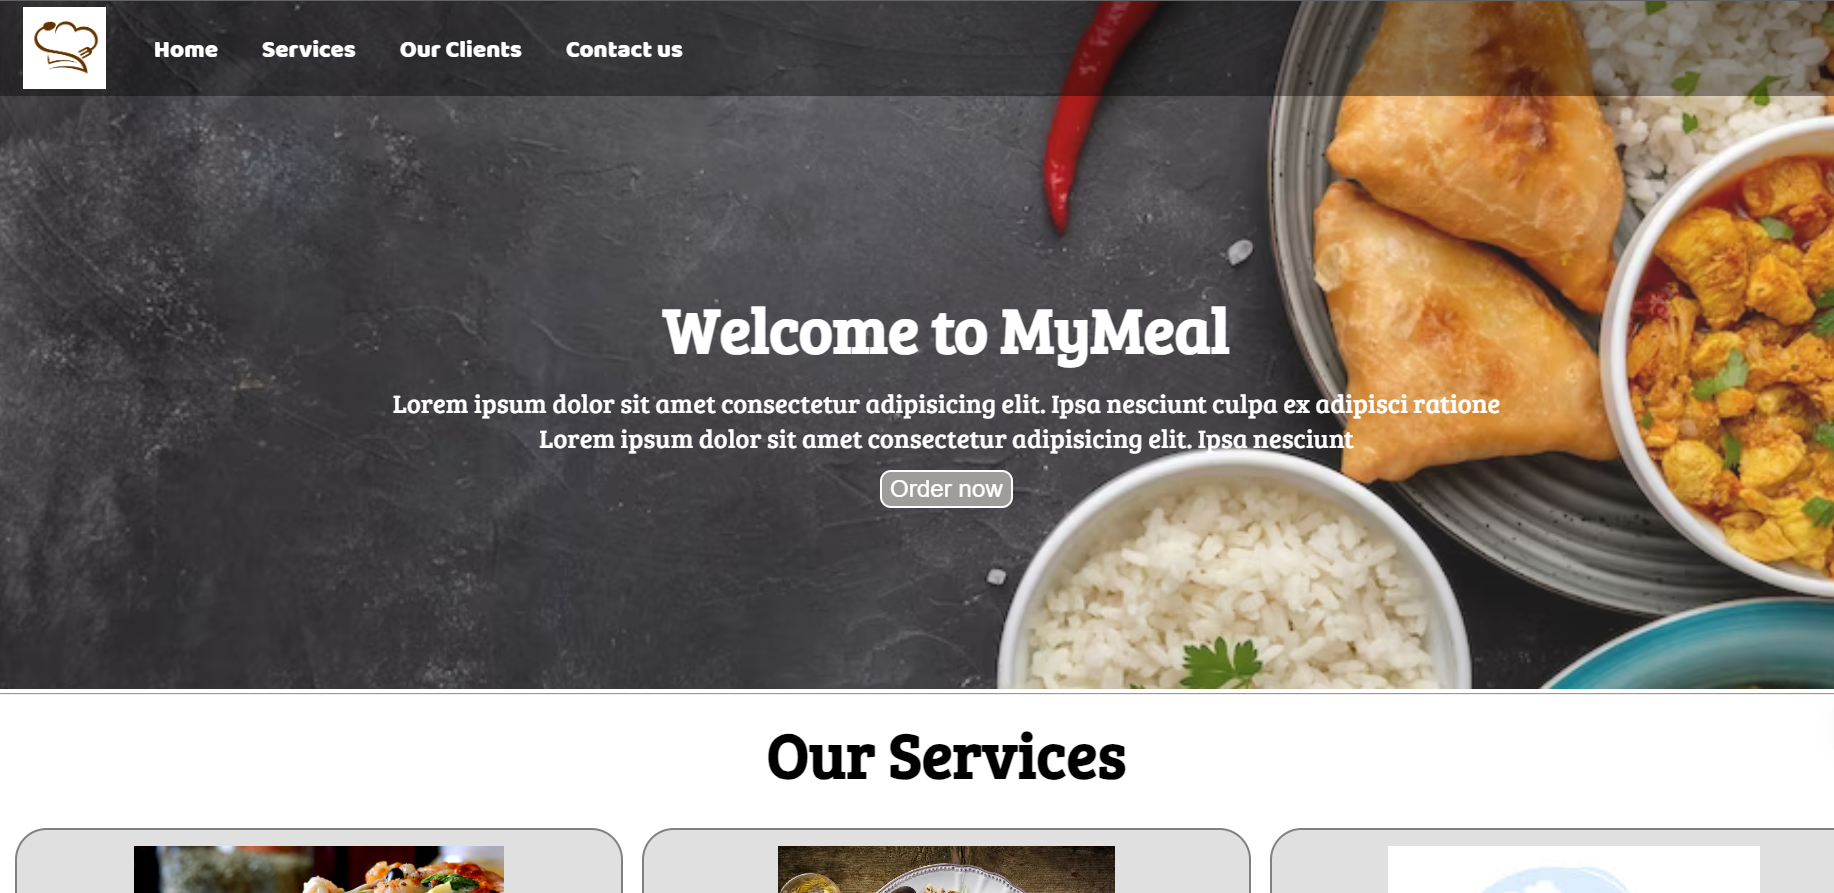 Home Services Our Clients Contact us
Welcome to MyMeal
Lorem ipsum dolor sit amet consectetur adipisicing elit. Ipsa nesciunt culpa ex adipisci ratione
Lorem ipsum dolor sit amet consectetur adipisicing elit. Ipsa nesciunt
Order now
Our Services